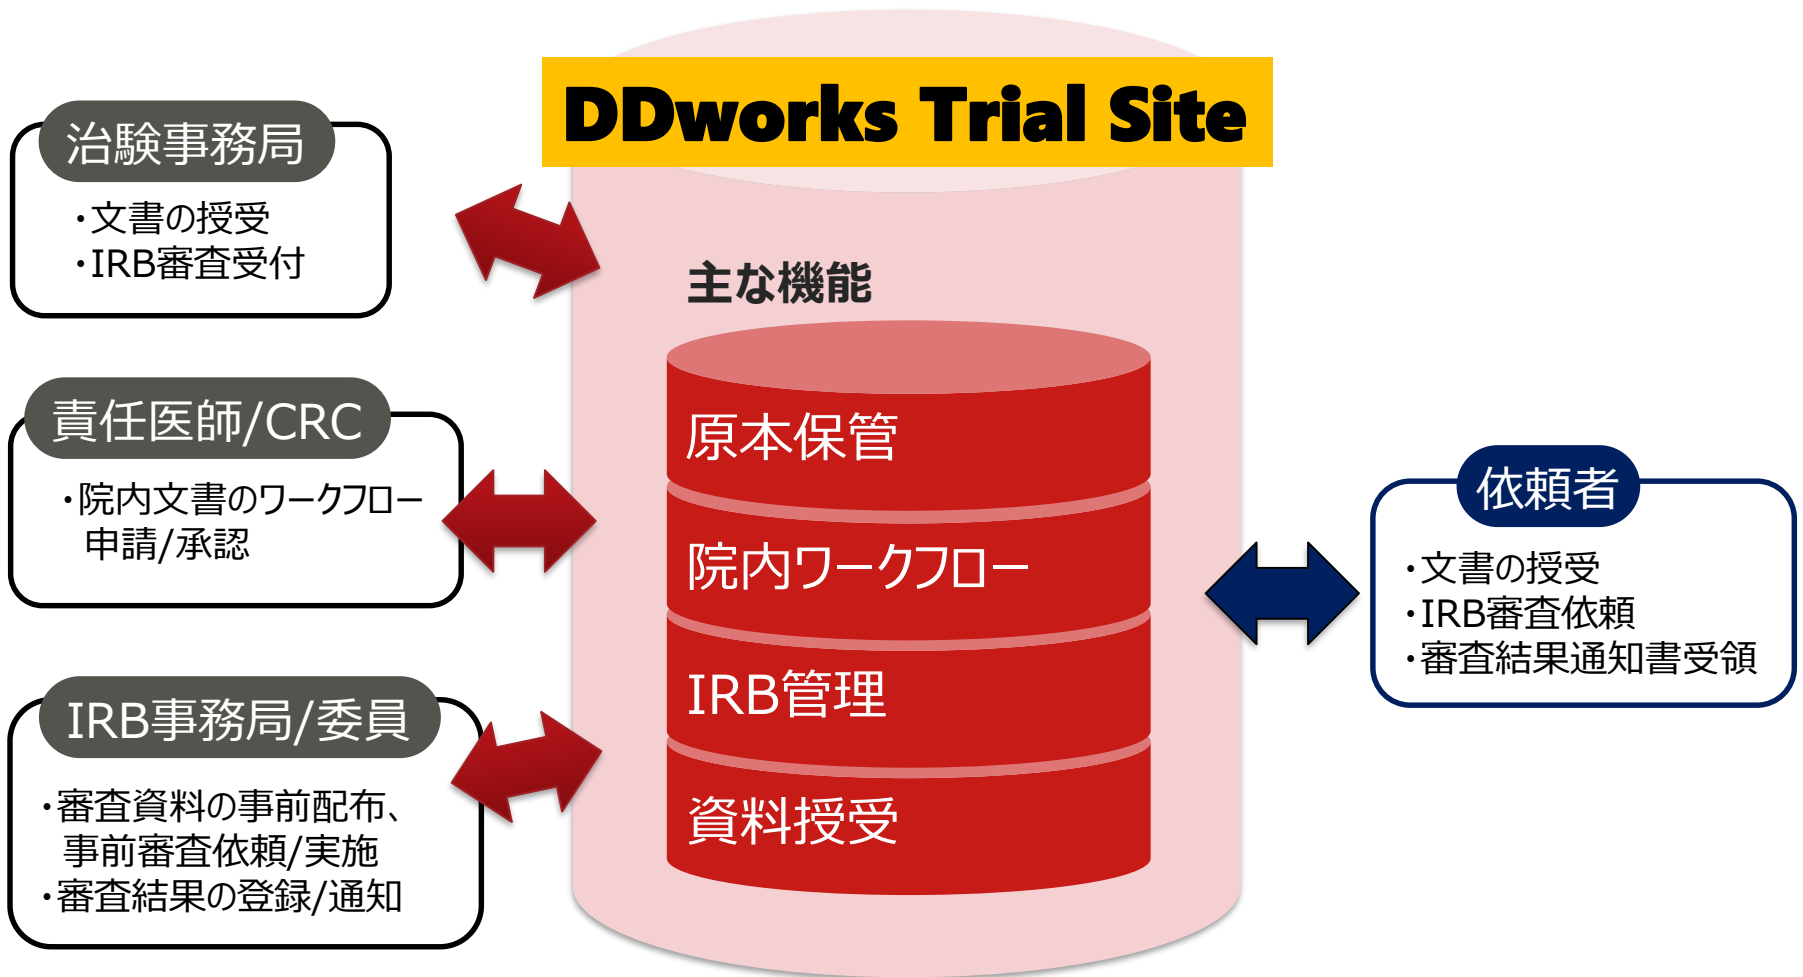 DDworks Trial Site
治験事務局
・文書の授受
・IRB審査受付
責任医師/CRC
・院内文書のワークフロー
申請/承認
IRB事務局/委員
・審査資料の事前配布、
事前審査依頼/実施
・審査結果の登録/通知
主な機能
原本保管
院内ワークフロー
IRB管理
資料授受
依頼者
・文書の授受
・IRB審査依頼
・審査結果通知書受領